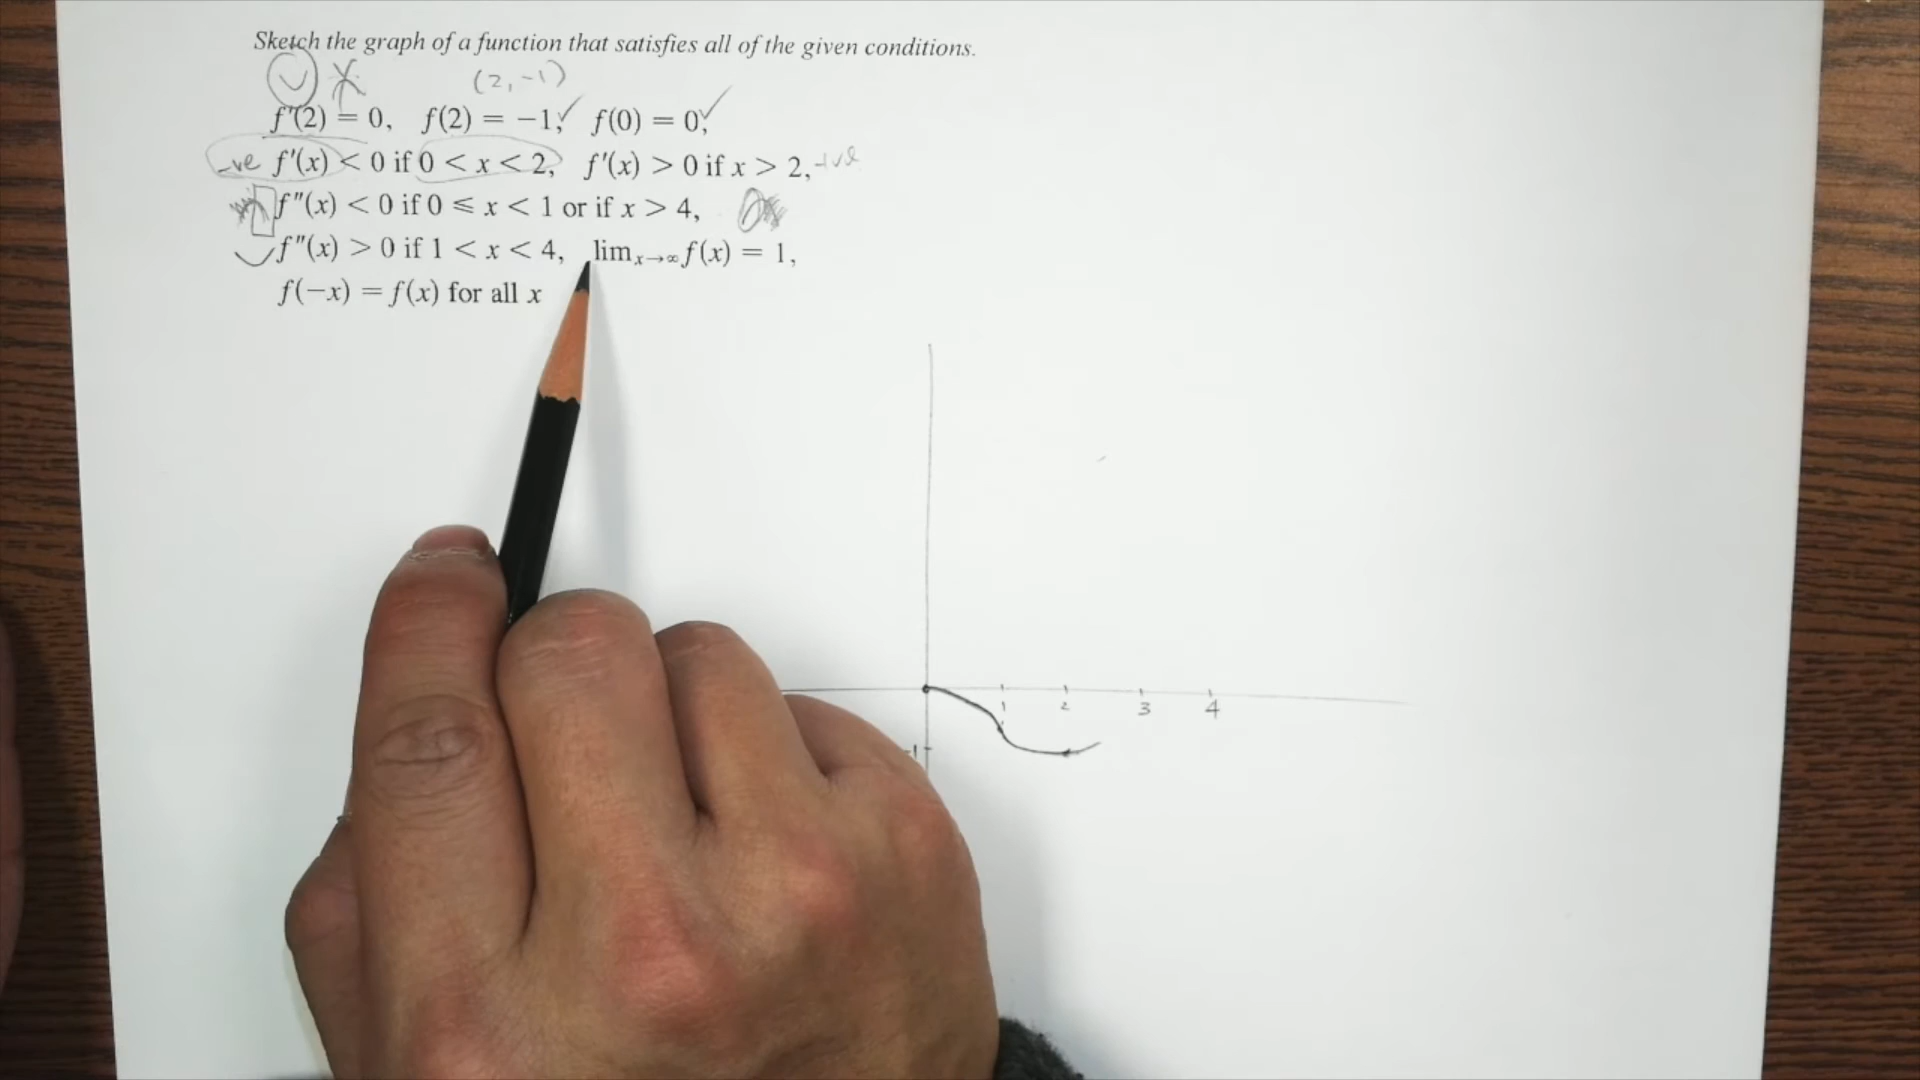 Sketch the graph of a function that satisfies all of the given conditions.
(2, -1)
f'(2) = 0, f(2) = −1, f(0) = 0,
-ve f'(x) < 0 if 0 < x < 2, f'(x) > 0 if x > 2, +ve
f"(x) < 0 if 0 ⩽ x < 1 or if x > 4,
f"(x) > 0 if 1 < x < 4, lim x→∞ f(x) = 1,
f(−x) = f(x) for all x
1 2 3 4
-1